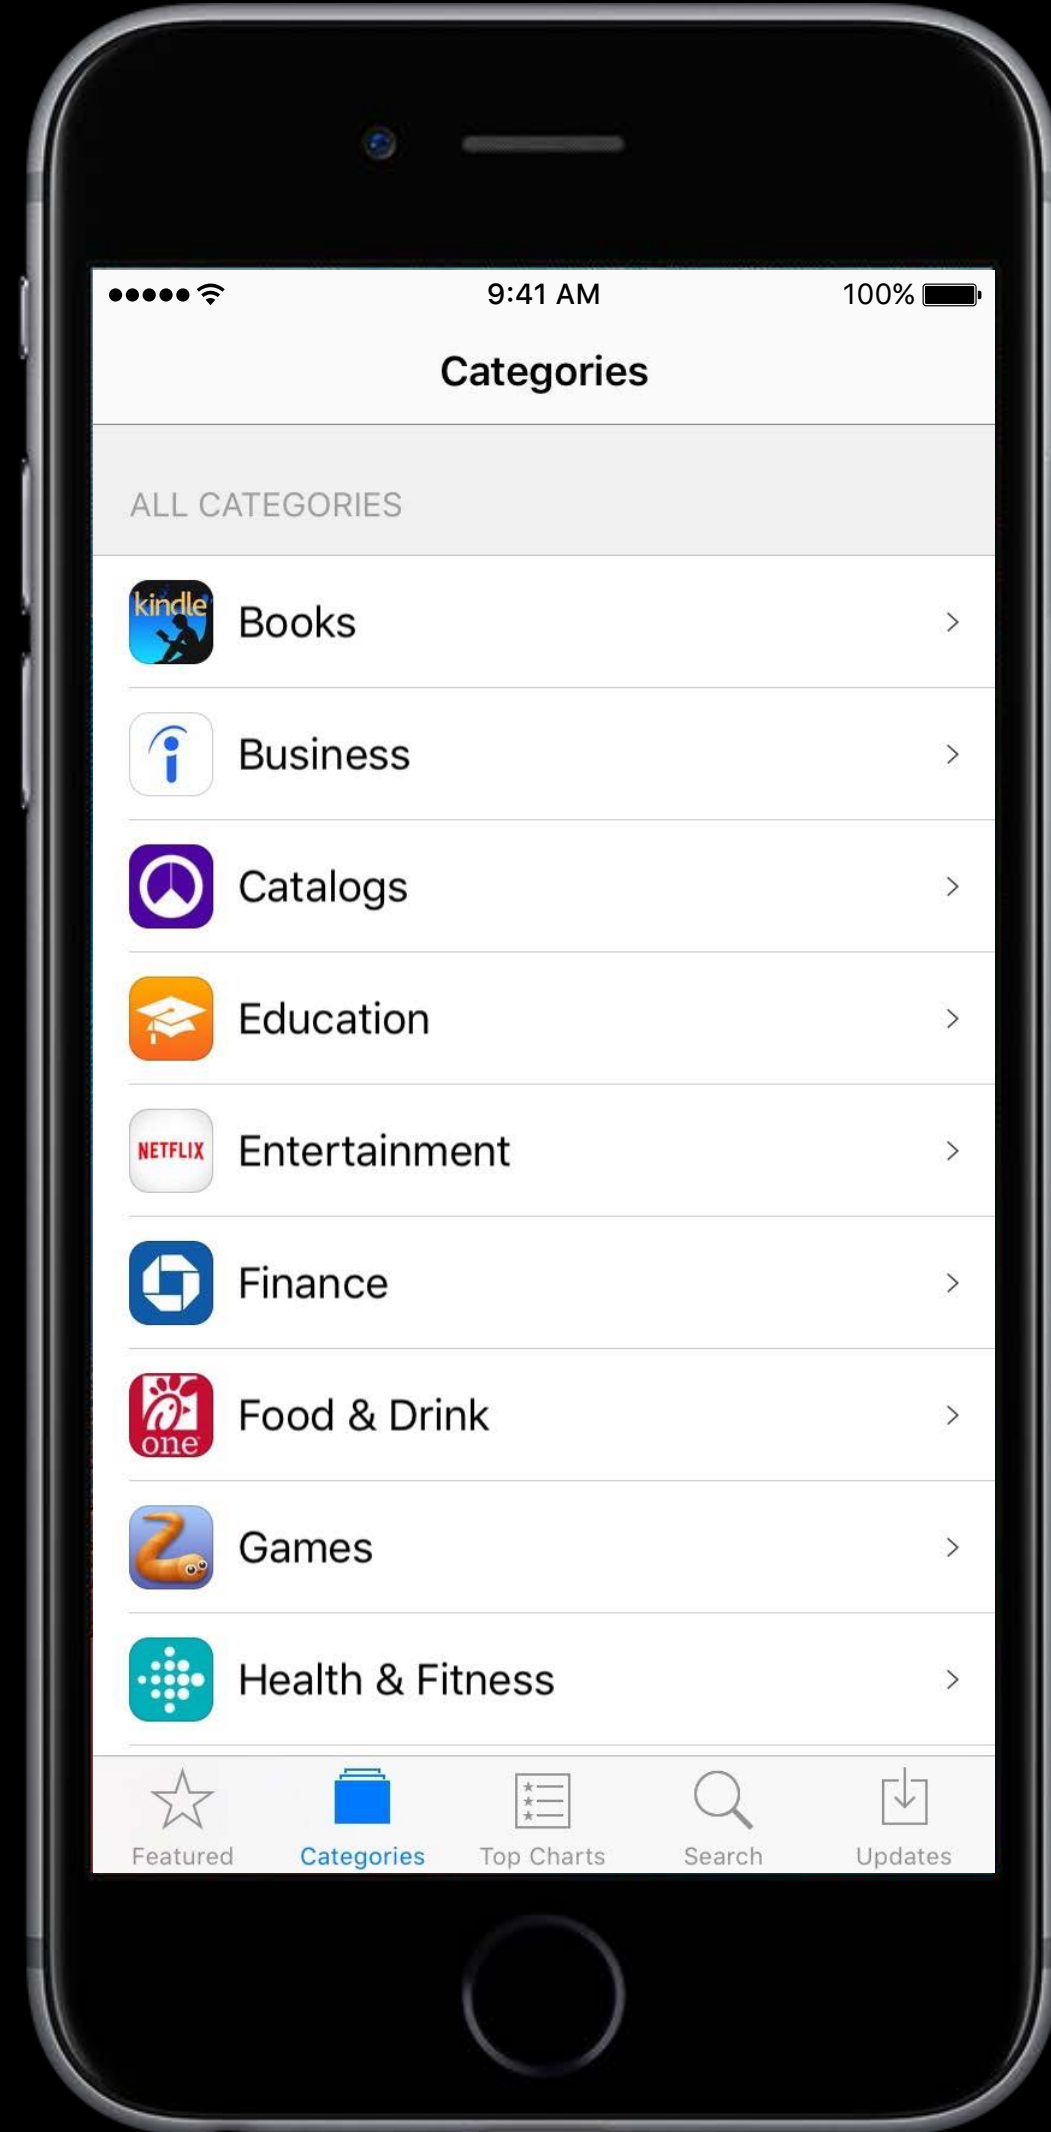 9:41 AM 100%
Categories
ALL CATEGORIES
kindle
Books
Business
Catalogs
Education
NETFLIX
Entertainment
Finance
one
Food & Drink
Games
Health & Fitness
Featured Categories Top Charts Search Updates